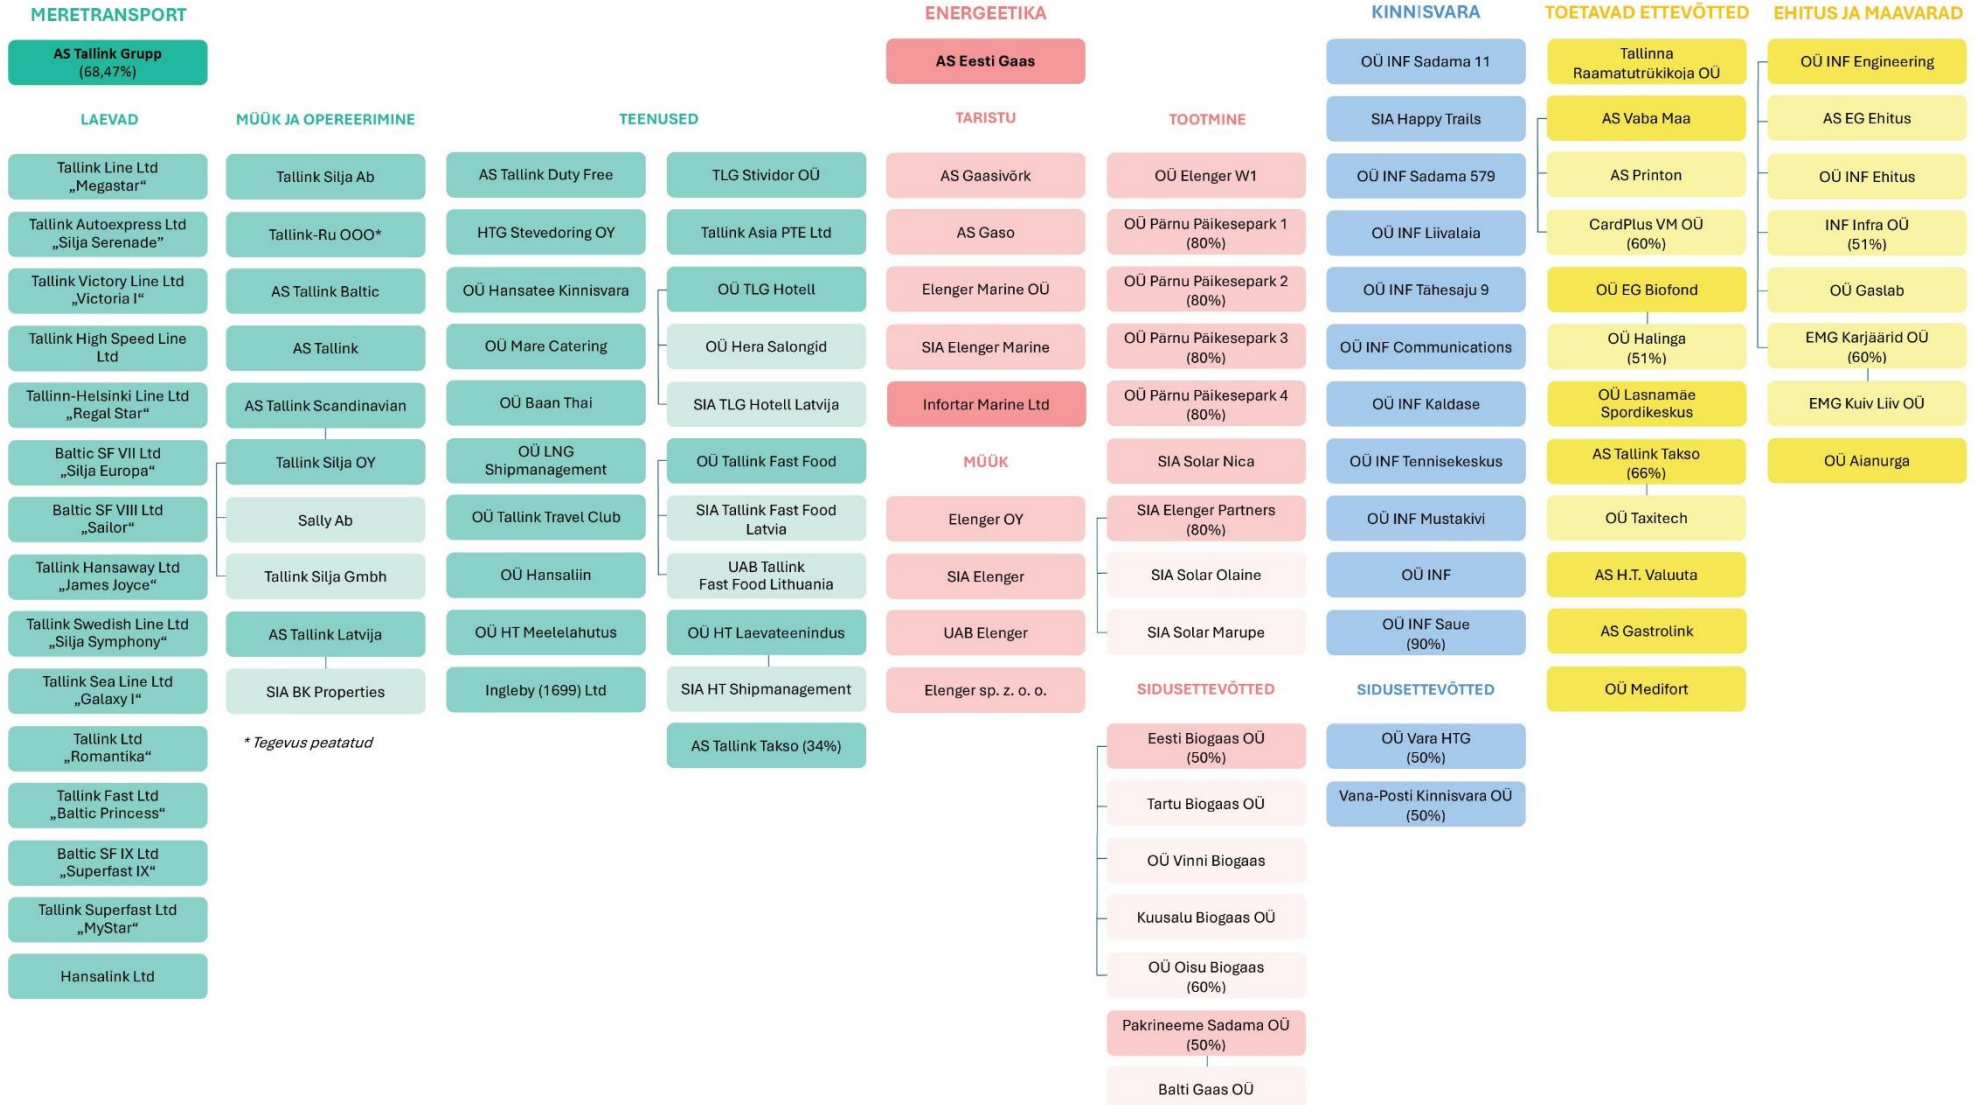 MERETRANSPORT
AS Tallink Grupp
(68,47%)
LAEVAD
Tallink Line Ltd
„Megastar“
Tallink Autoexpress Ltd
„Silja Serenade”
Tallink Victory Line Ltd
„Victoria I“
Tallink High Speed Line
Ltd
Tallinn-Helsinki Line Ltd
„Regal Star“
Baltic SF VII Ltd
„Silja Europa“
Baltic SF VIII Ltd
„Sailor“
Tallink Hansaway Ltd
„James Joyce“
Tallink Swedish Line Ltd
„Silja Symphony“
Tallink Sea Line Ltd
„Galaxy I“
Tallink Ltd
„Romantika“
Tallink Fast Ltd
„Baltic Princess“
Baltic SF IX Ltd
„Superfast IX“
Tallink Superfast Ltd
„MyStar“
Hansalink Ltd
MÜÜK JA OPEREERIMINE
Tallink Silja Ab
Tallink-Ru OOO*
AS Tallink Baltic
AS Tallink
AS Tallink Scandinavian
Tallink Silja OY
Sally Ab
Tallink Silja Gmbh
AS Tallink Latvija
SIA BK Properties
* Tegevus peatatud
TEENUSED
AS Tallink Duty Free
HTG Stevedoring OY
OÜ Hansatee Kinnisvara
OÜ Mare Catering
OÜ Baan Thai
OÜ LNG
Shipmanagement
OÜ Tallink Travel Club
OÜ Hansaliin
OÜ HT Meelelahutus
Ingleby (1699) Ltd
TLG Stividor OÜ
Tallink Asia PTE Ltd
OÜ TLG Hotell
OÜ Hera Salongid
SIA TLG Hotell Latvija
OÜ Tallink Fast Food
SIA Tallink Fast Food
Latvia
UAB Tallink
Fast Food Lithuania
OÜ HT Laevateenindus
SIA HT Shipmanagement
AS Tallink Takso (34%)
ENERGEETIKA
AS Eesti Gaas
TARISTU
AS Gaasivõrk
AS Gaso
Elenger Marine OÜ
SIA Elenger Marine
Infortar Marine Ltd
MÜÜK
Elenger OY
SIA Elenger
UAB Elenger
Elenger sp. z. o. o.
TOOTMINE
OÜ Elenger W1
OÜ Pärnu Päikesepark 1
(80%)
OÜ Pärnu Päikesepark 2
(80%)
OÜ Pärnu Päikesepark 3
(80%)
OÜ Pärnu Päikesepark 4
(80%)
SIA Solar Nica
SIA Elenger Partners
(80%)
SIA Solar Olaine
SIA Solar Marupe
SIDUSETTEVÕTTED
Eesti Biogaas OÜ
(50%)
Tartu Biogaas OÜ
OÜ Vinni Biogaas
Kuusalu Biogaas OÜ
OÜ Oisu Biogaas
(60%)
Pakrineeme Sadama OÜ
(50%)
Balti Gaas OÜ
KINNISVARA
OÜ INF Sadama 11
SIA Happy Trails
OÜ INF Sadama 579
OÜ INF Liivalaia
OÜ INF Tähesaju 9
OÜ INF Communications
OÜ INF Kaldase
OÜ INF Tennisekeskus
OÜ INF Mustakivi
OÜ INF
OÜ INF Saue
(90%)
SIDUSETTEVÕTTED
OÜ Vara HTG
(50%)
Vana-Posti Kinnisvara OÜ
(50%)
TOETAVAD ETTEVÕTTED
Tallinna
Raamatutrükikoja OÜ
AS Vaba Maa
AS Printon
CardPlus VM OÜ
(60%)
OÜ EG Biofond
OÜ Halinga
(51%)
OÜ Lasnamäe
Spordikeskus
AS Tallink Takso
(66%)
OÜ Taxitech
AS H.T. Valuuta
AS Gastrolink
OÜ Medifort
EHITUS JA MAAVARAD
OÜ INF Engineering
AS EG Ehitus
OÜ INF Ehitus
INF Infra OÜ
(51%)
OÜ Gaslab
EMG Karjäärid OÜ
(60%)
EMG Kuiv Liiv OÜ
OÜ Aianurga